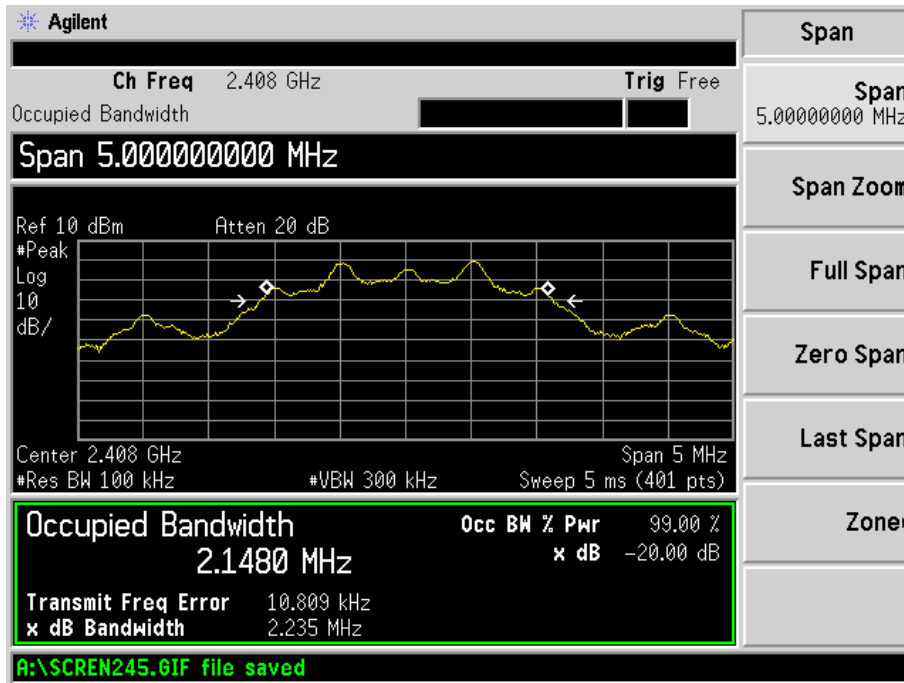 Agilent
Ch Freq 2.408 GHz Trig Free
Occupied Bandwidth
Span 5.000000000 MHz
Ref 10 dBm Atten 20 dB
#Peak
Log
10
dB/
Center 2.408 GHz Span 5 MHz
#Res BW 100 kHz #VBW 300 kHz Sweep 5 ms (401 pts)
Occupied Bandwidth Occ BW % Pwr 99.00 %
2.1480 MHz x dB -20.00 dB
Transmit Freq Error 10.809 kHz
x dB Bandwidth 2.235 MHz
A:\SCREN245.GIF file saved
Span
Span
5.00000000 MHz
Span Zoom
Full Span
Zero Span
Last Span
Zone